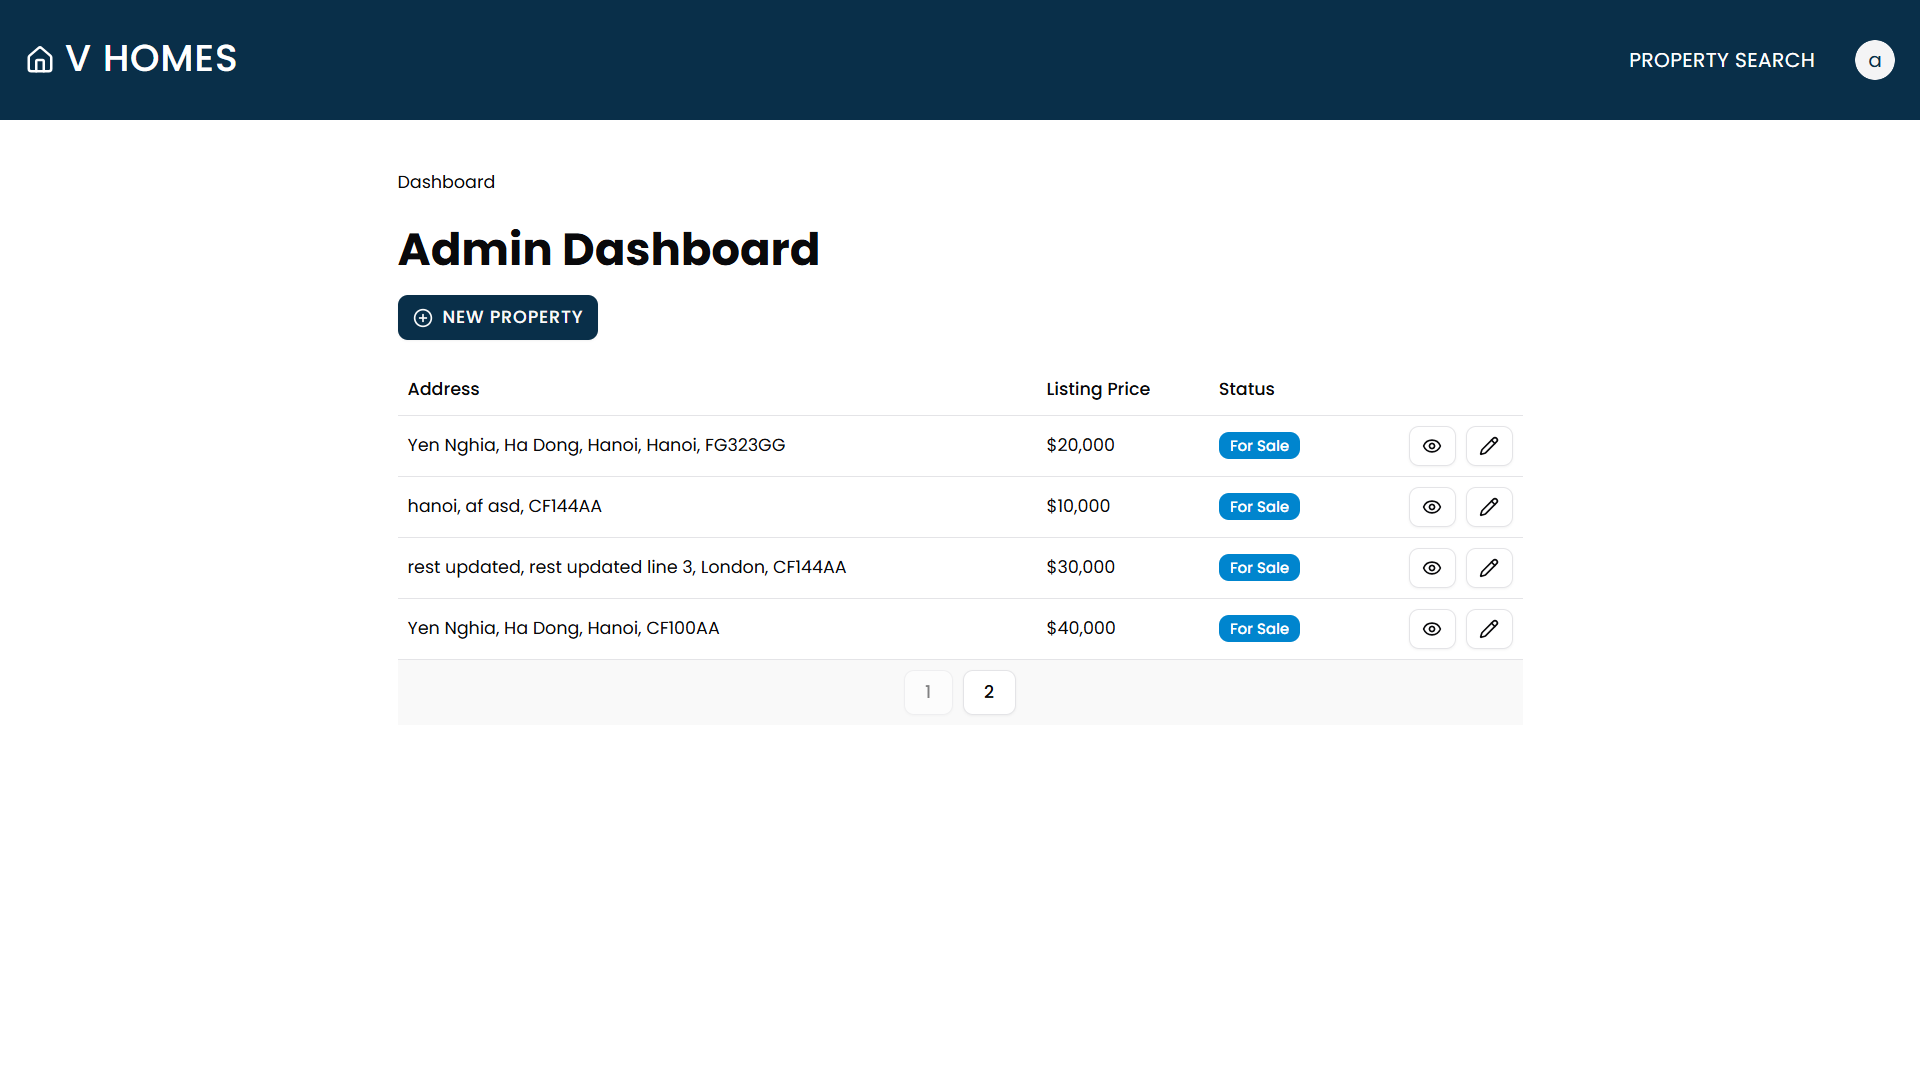 V HOMES
PROPERTY SEARCH
a
Dashboard
Admin Dashboard
NEW PROPERTY
Address Listing Price Status
Yen Nghia, Ha Dong, Hanoi, Hanoi, FG323GG $20,000 For Sale
hanoi, af asd, CF144AA $10,000 For Sale
rest updated, rest updated line 3, London, CF144AA $30,000 For Sale
Yen Nghia, Ha Dong, Hanoi, CF100AA $40,000 For Sale
1 2